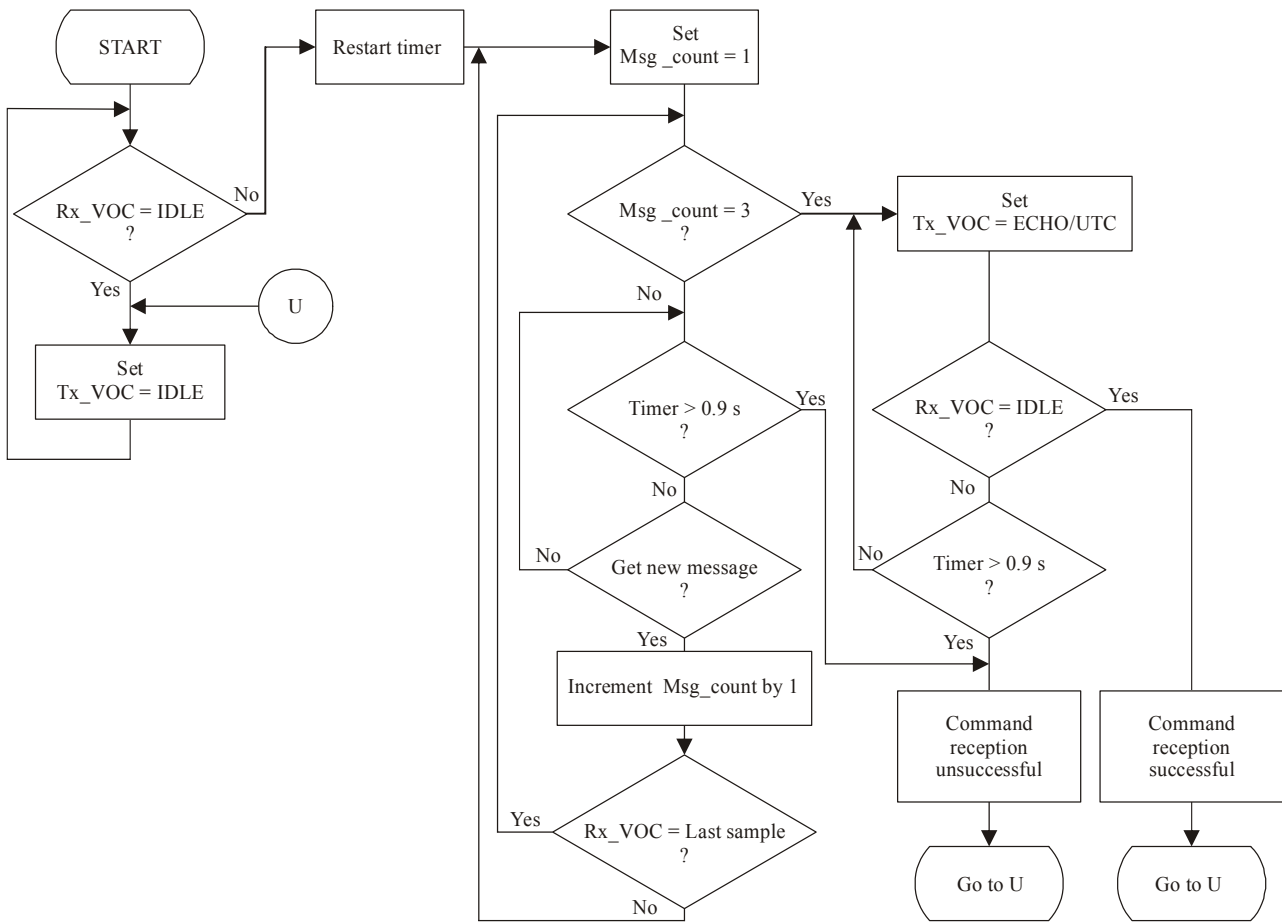 START
Restart timer
Set
Msg _count = 1
No
Rx_VOC = IDLE
?
Yes
U
Set
Tx_VOC = IDLE
Msg _count = 3
?
Yes
Set
Tx_VOC = ECHO/UTC
No
Timer > 0.9 s
?
Yes
No
Get new message
?
No
Yes
Increment Msg_count by 1
Rx_VOC = Last sample
?
Yes
No
Rx_VOC = IDLE
?
Yes
No
Timer > 0.9 s
?
No
Yes
Command
reception
unsuccessful
Command
reception
successful
Go to U
Go to U